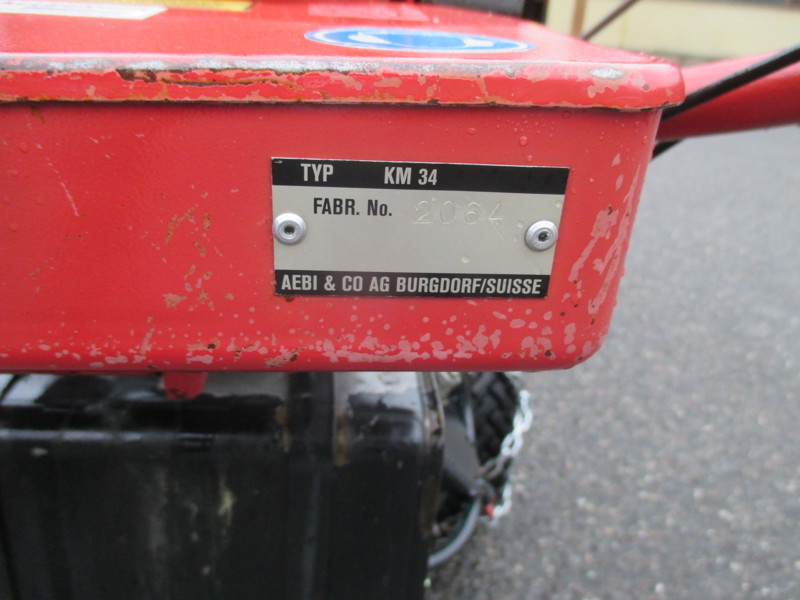 TYP KM 34
FABR. No. 2064
AEBI & CO AG BURGDORF/SUISSE